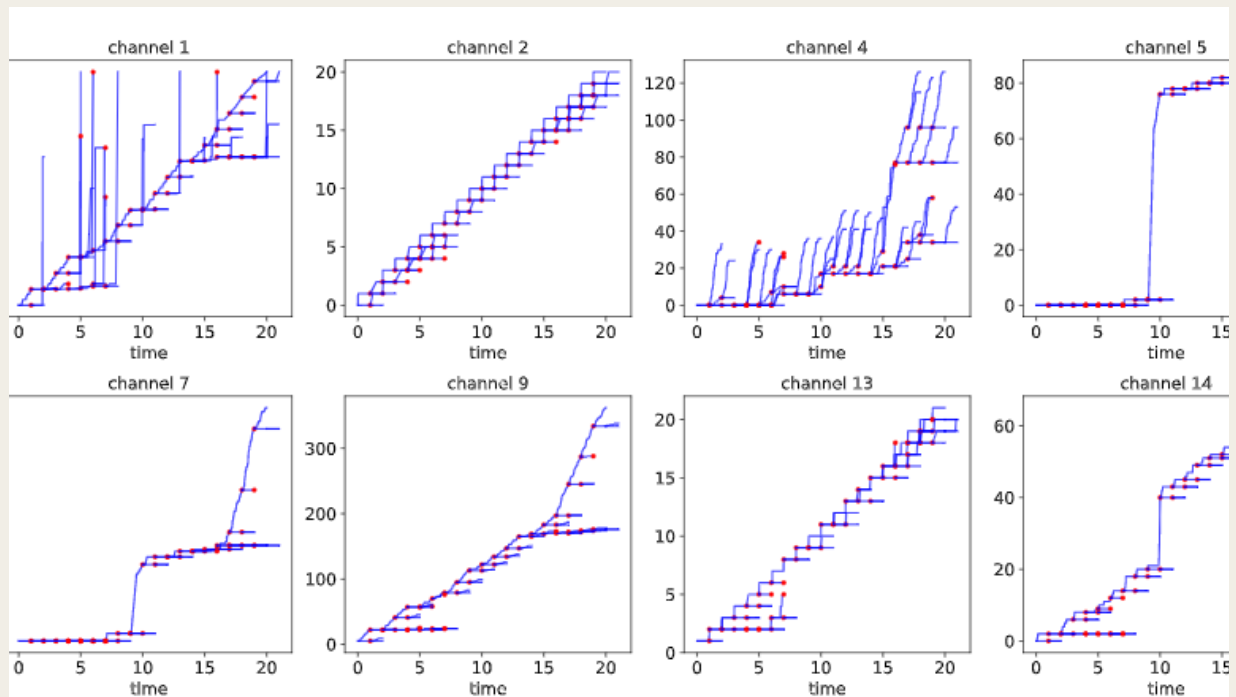 channel 1
channel 2
channel 4
channel 5
20
15
10
5
0
120
100
80
60
40
20
0
80
60
40
20
0
0 5 10 15 20
0 5 10 15 20
0 5 10 15 20
0 5 10 15
time
time
time
time
channel 7
channel 9
channel 13
channel 14
300
200
100
0
20
15
10
5
0
60
40
20
0
0 5 10 15 20
0 5 10 15 20
0 5 10 15 20
0 5 10 15
time
time
time
time